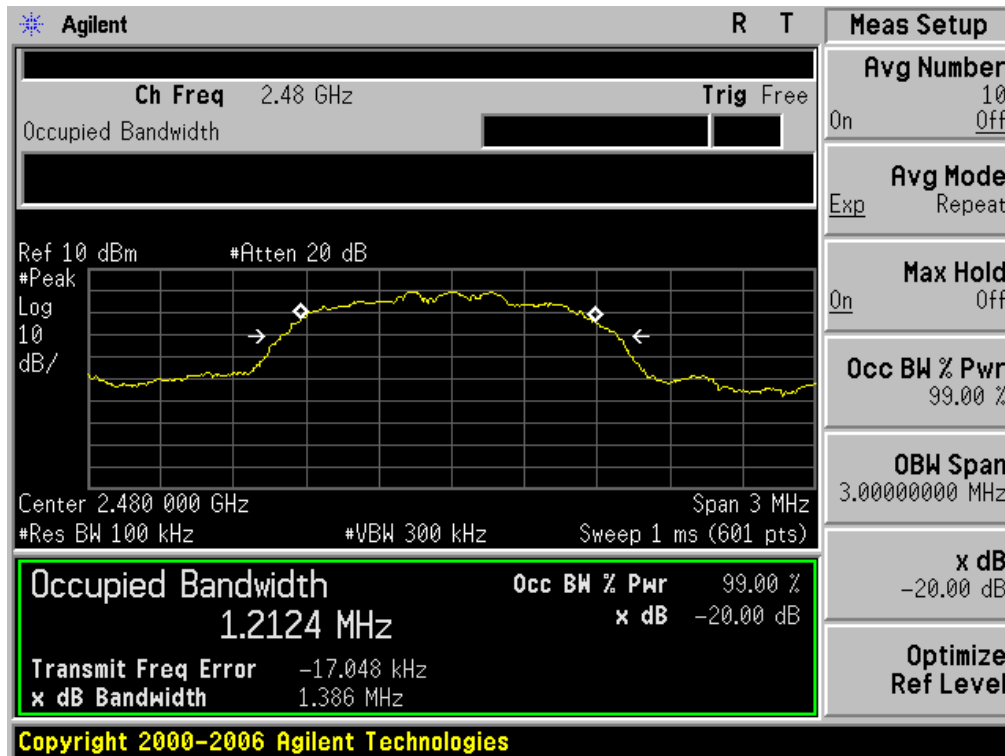 Agilent R T
Ch Freq 2.48 GHz Trig Free
Occupied Bandwidth
Ref 10 dBm #Atten 20 dB
#Peak
Log
10
dB/
Center 2.480 000 GHz Span 3 MHz
#Res BW 100 kHz #VBW 300 kHz Sweep 1 ms (601 pts)
Occupied Bandwidth Occ BW % Pwr 99.00 %
1.2124 MHz x dB -20.00 dB
Transmit Freq Error -17.048 kHz
x dB Bandwidth 1.386 MHz
Copyright 2000-2006 Agilent Technologies
Meas Setup
Avg Number
10
On Off
Avg Mode
Exp Repeat
Max Hold
On Off
Occ BW % Pwr
99.00 %
OBW Span
3.00000000 MHz
x dB
-20.00 dB
Optimize
Ref Level